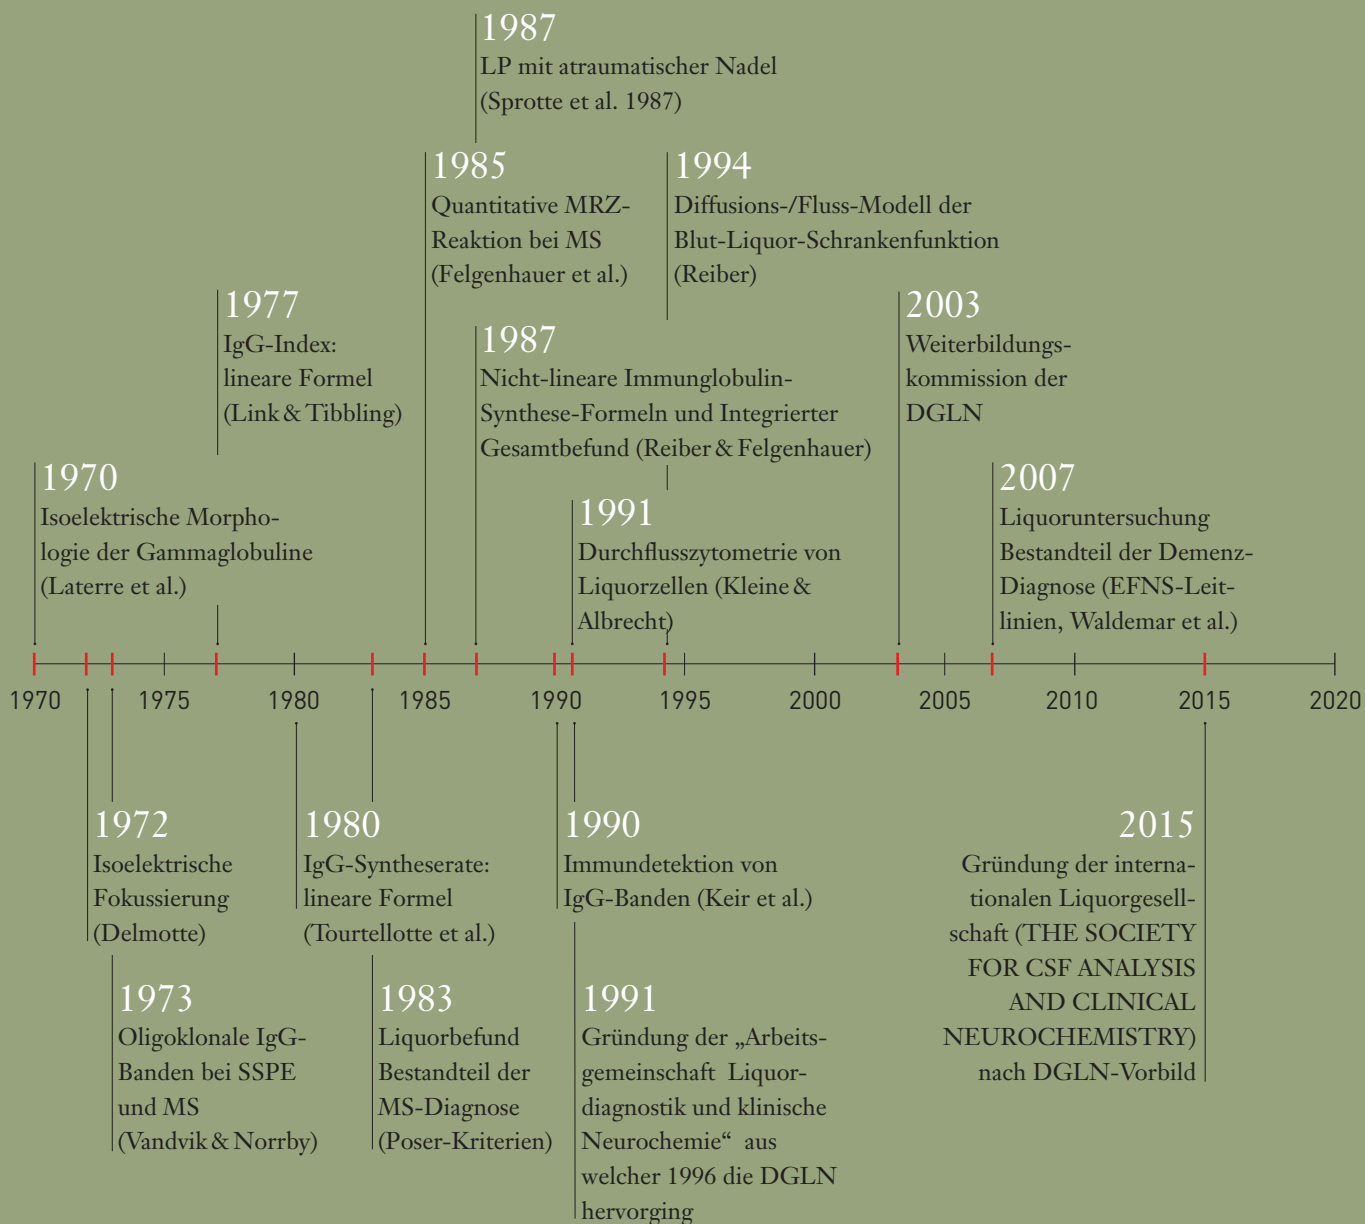 1987
LP mit atraumatischer Nadel
(Sprotte et al. 1987)
1985
Quantitative MRZ-
Reaktion bei MS
(Felgenhauer et al.)
1994
Diffusions-/Fluss-Modell der
Blut-Liquor-Schrankenfunktion
(Reiber)
1977
IgG-Index:
lineare Formel
(Link & Tibbling)
1987
Nicht-lineare Immunglobulin-
Synthese-Formeln und Integrierter
Gesamtbefund (Reiber & Felgenhauer)
2003
Weiterbildungs-
kommission der
DGLN
1970
Isoelektrische Morpho-
logie der Gammaglobuline
(Laterre et al.)
1991
Durchflusszytometrie von
Liquorzellen (Kleine &
Albrecht)
2007
Liquoruntersuchung
Bestandteil der Demenz-
Diagnose (EFNS-Leit-
linien, Waldemar et al.)
1970 1975 1980 1985 1990 1995 2000 2005 2010 2015 2020
1972
Isoelektrische
Fokussierung
(Delmotte)
1980
IgG-Syntheserate:
lineare Formel
(Tourtellotte et al.)
1990
Immundetektion von
IgG-Banden (Keir et al.)
2015
Gründung der interna-
tionalen Liquorgesell-
schaft (THE SOCIETY
FOR CSF ANALYSIS
AND CLINICAL
NEUROCHEMISTRY)
nach DGLN-Vorbild
1973
Oligoklonale IgG-
Banden bei SSPE
und MS
(Vandvik & Norrby)
1983
Liquorbefund
Bestandteil der
MS-Diagnose
(Poser-Kriterien)
1991
Gründung der „Arbeits-
gemeinschaft Liquor-
diagnostik und klinische
Neurochemie“ aus
welcher 1996 die DGLN
hervorging